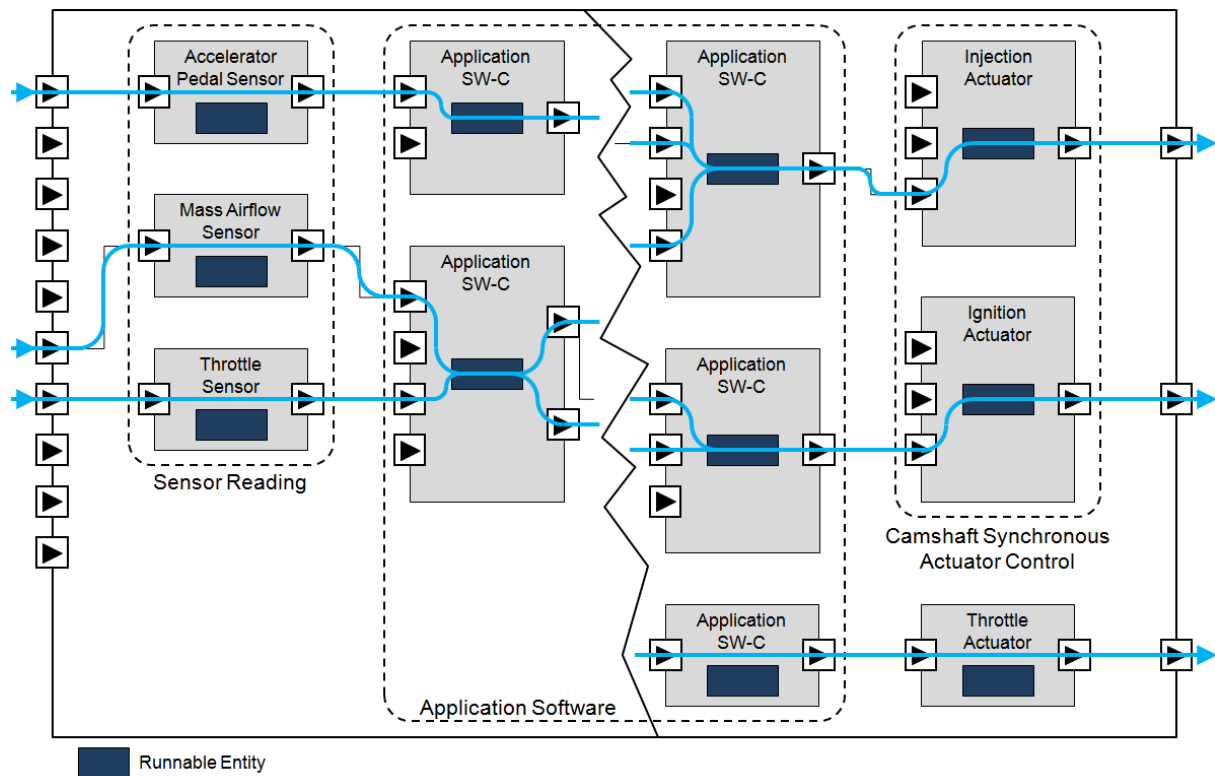 Accelerator
Pedal Sensor
Mass Airflow
Sensor
Throttle
Sensor
Sensor Reading
Application
SW-C
Application
SW-C
Application
SW-C
Application
SW-C
Application
SW-C
Application Software
Injection
Actuator
Ignition
Actuator
Camshaft Synchronous
Actuator Control
Throttle
Actuator
Runnable Entity